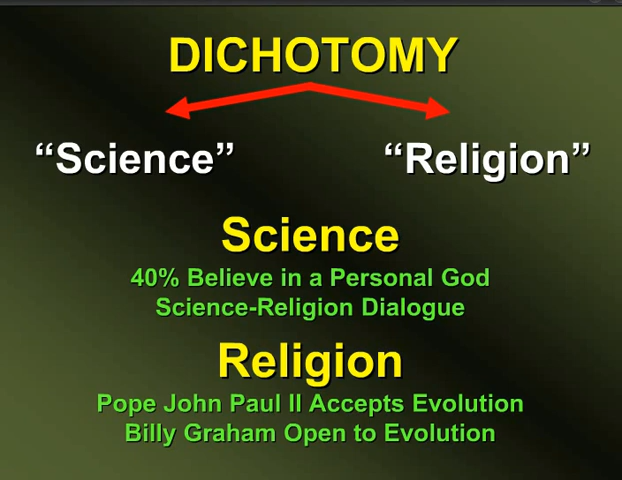 DICHOTOMY
“Science” “Religion”
Science
40% Believe in a Personal God
Science-Religion Dialogue
Religion
Pope John Paul II Accepts Evolution
Billy Graham Open to Evolution